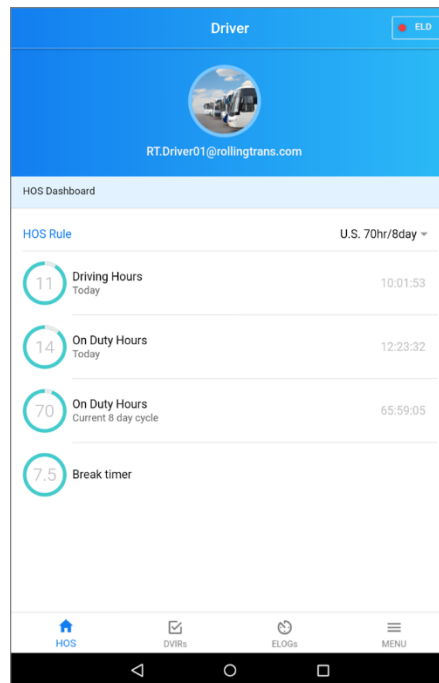 Driver
ELD
RT.Driver01@rollingtrans.com
HOS Dashboard
HOS Rule U.S. 70hr/8day
11 Driving Hours 10:01:53
Today
14 On Duty Hours 12:23:32
Today
70 On Duty Hours 65:59:05
Current 8 day cycle
7.5 Break timer
HOS DVIRs ELOGs MENU